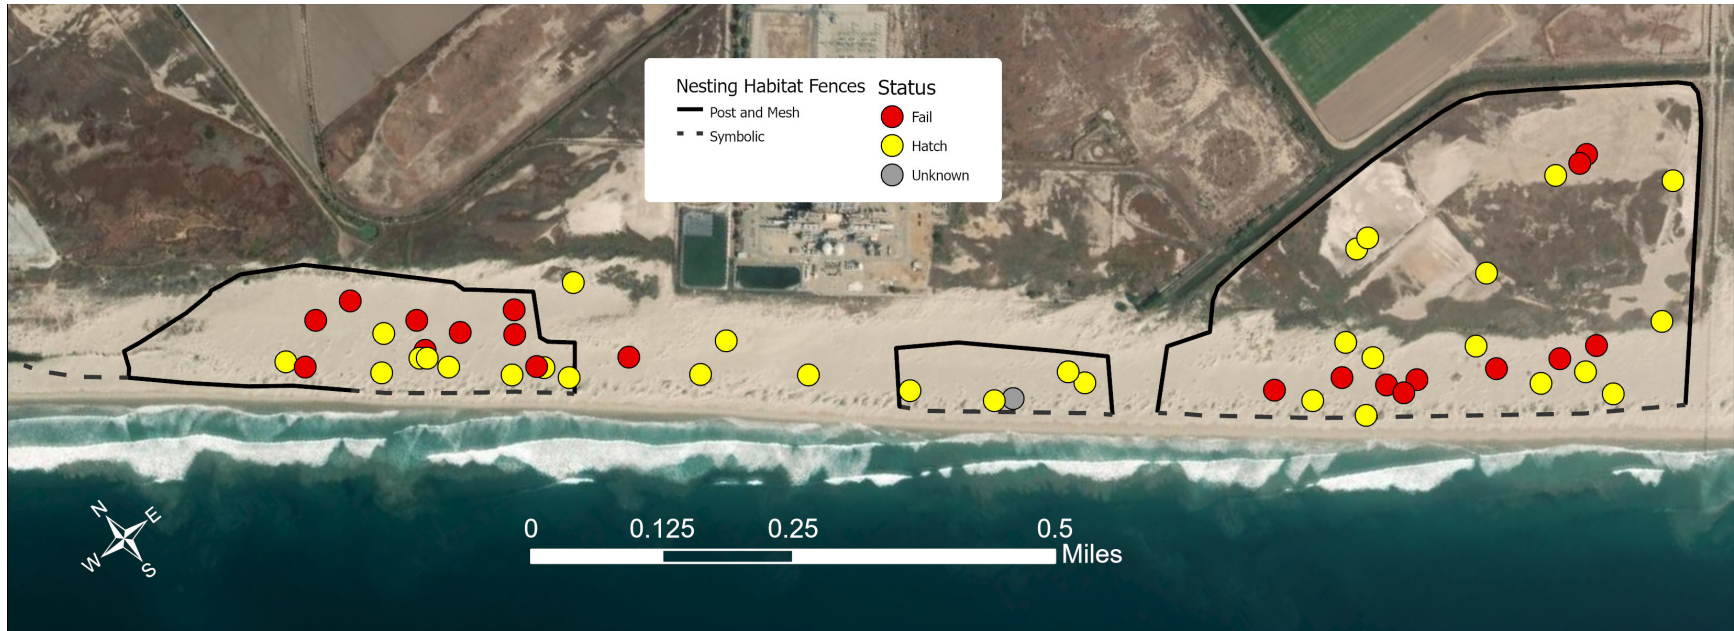 Nesting Habitat Fences
Post and Mesh
Symbolic
Status
Fail
Hatch
Unknown
N
E
W
S
0
0.125
0.25
0.5
Miles